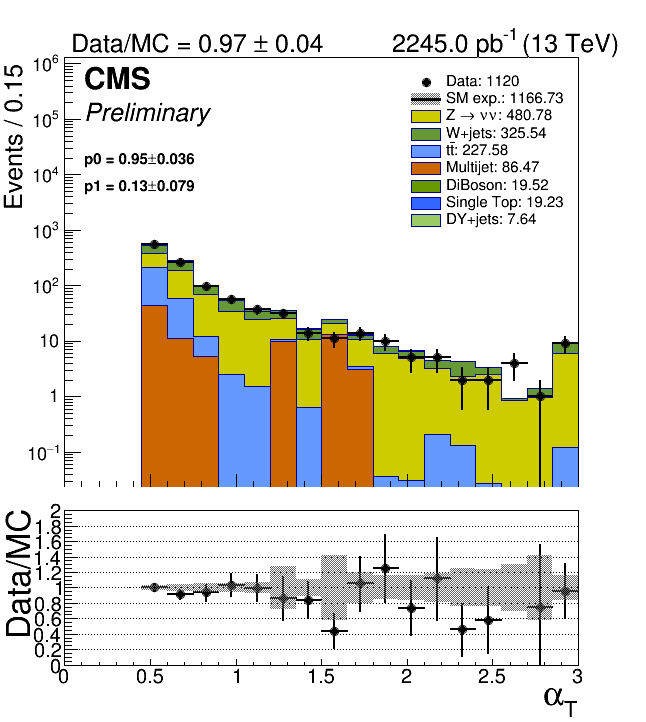 Data/MC = 0.97 ± 0.04 2245.0 pb⁻¹ (13 TeV)
CMS
Preliminary
p0 = 0.95±0.036
p1 = 0.13±0.079
Data: 1120
SM exp.: 1166.73
Z → νν: 480.78
W+jets: 325.54
tt̄: 227.58
Multijet: 86.47
DiBoson: 19.52
Single Top: 19.23
DY+jets: 7.64
Events / 0.15
10⁶
10⁵
10⁴
10³
10²
10
1
10⁻¹
Data/MC
2
1.8
1.6
1.4
1.2
1
0.8
0.6
0.4
0.2
0
0 0.5 1 1.5 2 2.5 3
α_T